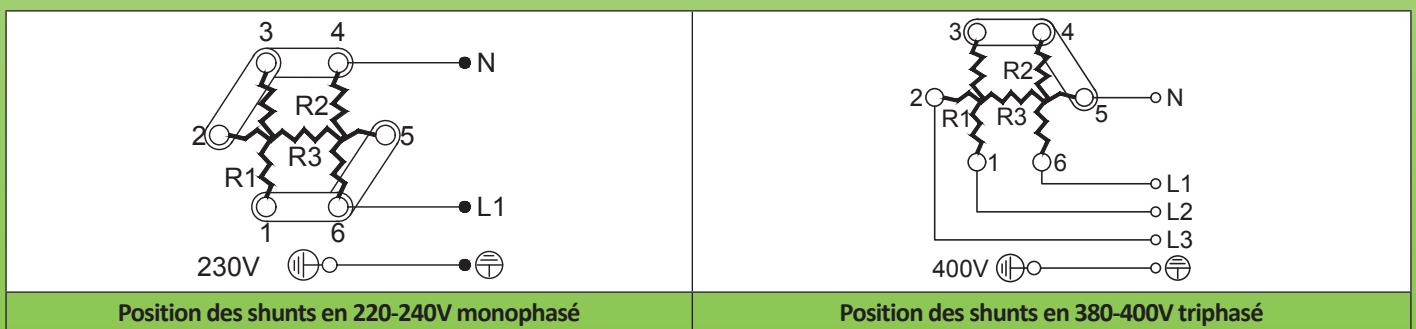 3 4
N
R2
2 5
R3
R1
L1
1 6
230V
Position des shunts en 220-240V monophasé
3 4
R2
2 N
R1 R3 5
1 6
L1
L2
L3
400V
Position des shunts en 380-400V triphasé